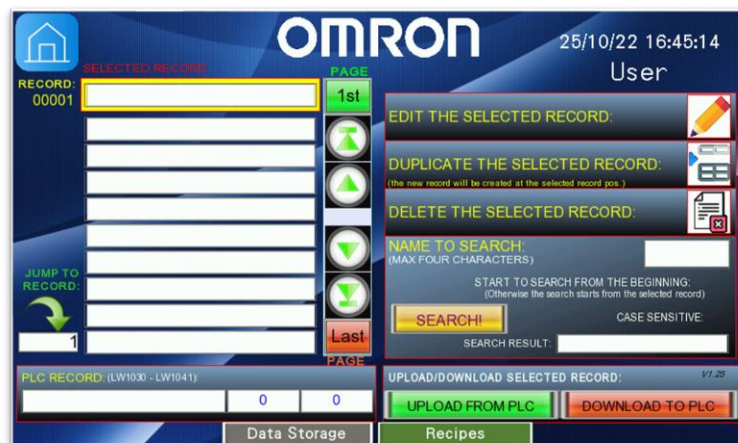 OMRON
25/10/22 16:45:14
User
SELECTED RECORD:
PAGE
RECORD:
00001
1st
EDIT THE SELECTED RECORD:
DUPLICATE THE SELECTED RECORD:
(the new record will be created at the selected record pos.)
DELETE THE SELECTED RECORD:
NAME TO SEARCH:
(MAX FOUR CHARACTERS)
START TO SEARCH FROM THE BEGINNING:
(Otherwise the search starts from the selected record)
JUMP TO
RECORD:
1
SEARCH!
CASE SENSITIVE:
SEARCH RESULT:
Last
PAGE
PLC RECORD: (LW1030 - LW1041):
0
0
UPLOAD/DOWNLOAD SELECTED RECORD:
V1.25
UPLOAD FROM PLC
DOWNLOAD TO PLC
Data Storage
Recipes